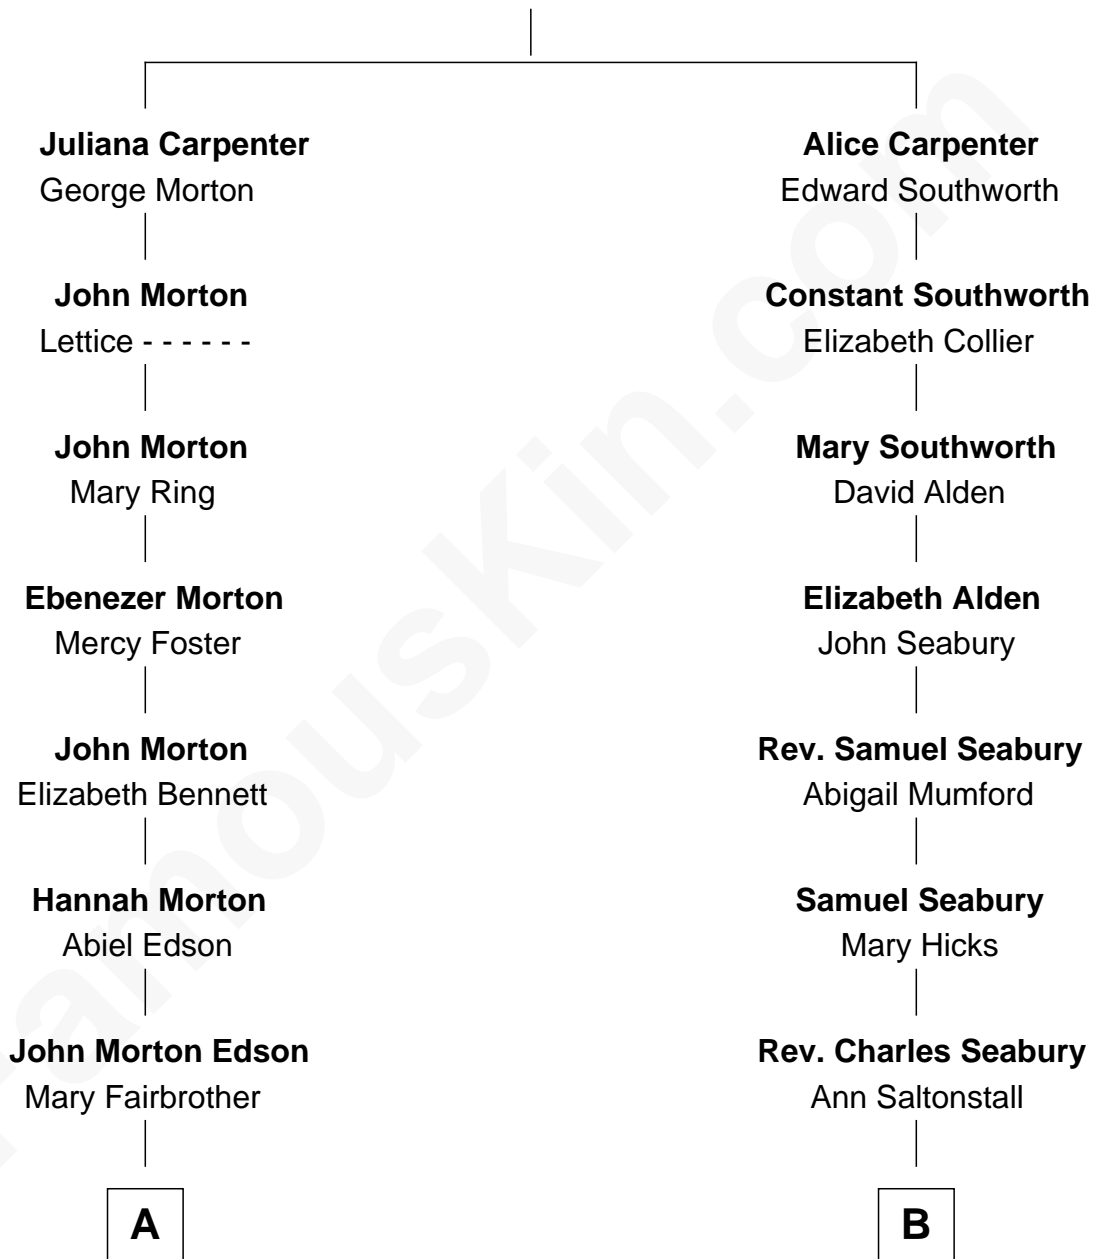 Juliana Carpenter
George Morton
John Morton
Lettice - - - - - -
John Morton
Mary Ring
Ebenezer Morton
Mercy Foster
John Morton
Elizabeth Bennett
Hannah Morton
Abiel Edson
John Morton Edson
Mary Fairbrother
A
Alice Carpenter
Edward Southworth
Constant Southworth
Elizabeth Collier
Mary Southworth
David Alden
Elizabeth Alden
John Seabury
Rev. Samuel Seabury
Abigail Mumford
Samuel Seabury
Mary Hicks
Rev. Charles Seabury
Ann Saltonstall
B
FamousKin.com